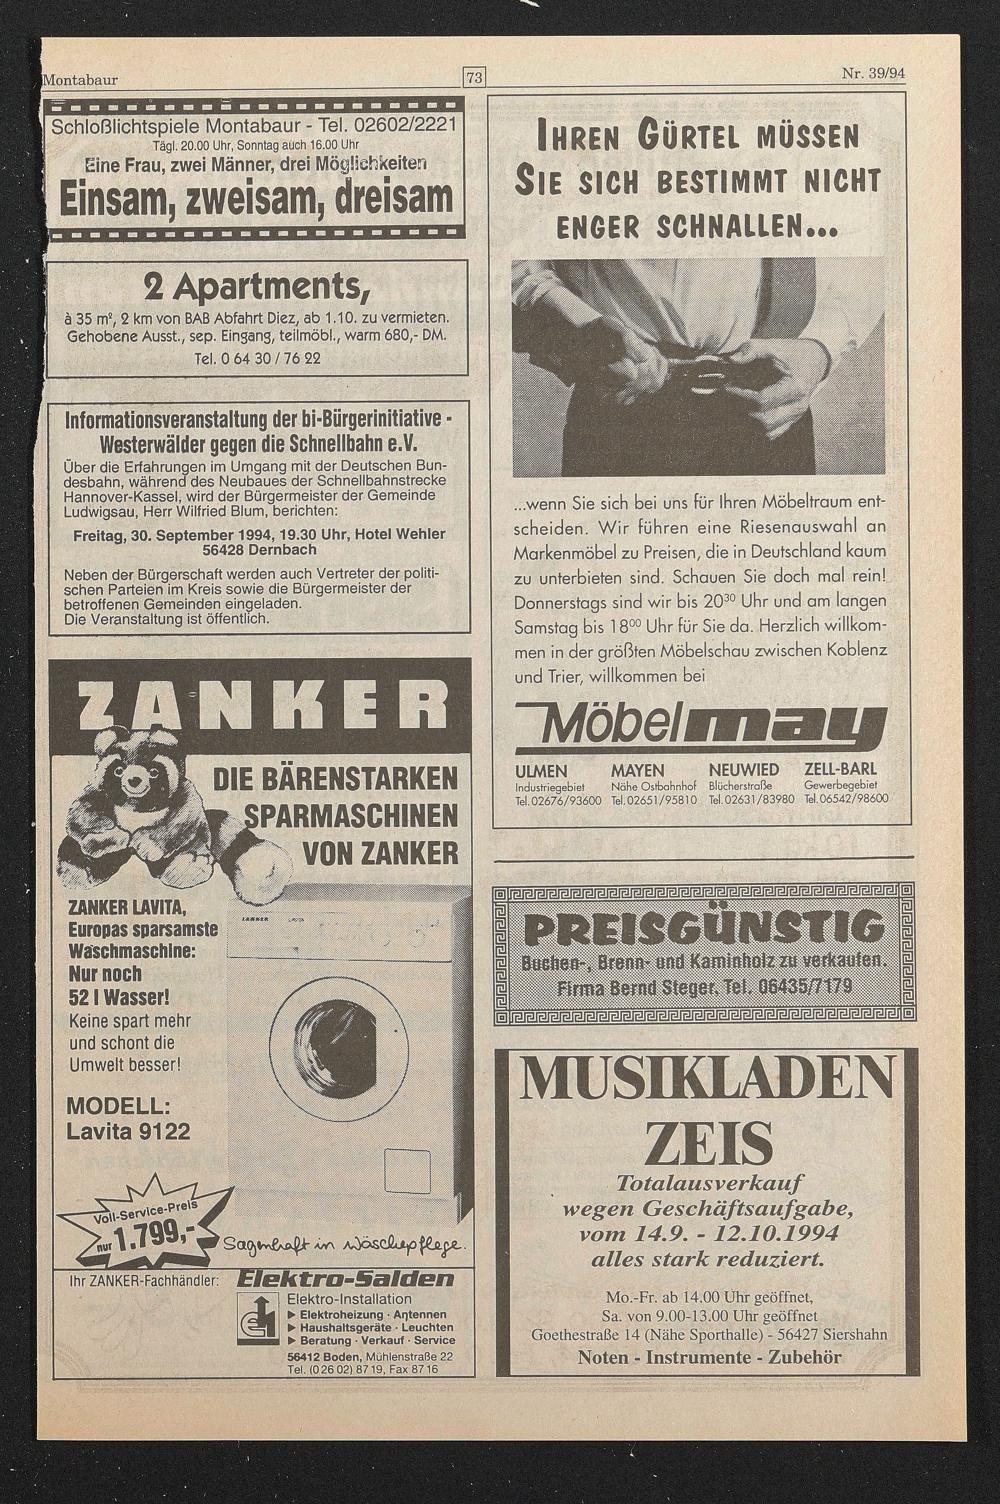 Montabaur
73
Nr. 39/94
Schloßlichtspiele Montabaur - Tel. 02602/2221
Tägl. 20.00 Uhr, Sonntag auch 16.00 Uhr
Eine Frau, zwei Männer, drei Möglichkeiten
Einsam, zweisam, dreisam
2 Apartments,
à 35 m², 2 km von BAB Abfahrt Diez, ab 1.10. zu vermieten.
Gehobene Ausst., sep. Eingang, teilmöbl., warm 680,- DM.
Tel. 0 64 30 / 76 22
Informationsveranstaltung der bi-Bürgerinitiative -
Westerwälder gegen die Schnellbahn e.V.
Über die Erfahrungen im Umgang mit der Deutschen Bun-
desbahn, während des Neubaues der Schnellbahnstrecke
Hannover-Kassel, wird der Bürgermeister der Gemeinde
Ludwigsau, Herr Wilfried Blum, berichten:
Freitag, 30. September 1994, 19.30 Uhr, Hotel Wehler
56428 Dernbach
Neben der Bürgerschaft werden auch Vertreter der politi-
schen Parteien im Kreis sowie die Bürgermeister der
betroffenen Gemeinden eingeladen.
Die Veranstaltung ist öffentlich.
ZANKER
DIE BÄRENSTARKEN
SPARMASCHINEN
VON ZANKER
ZANKER LAVITA,
Europas sparsamste
Waschmaschine:
Nur noch
52 l Wasser!
Keine spart mehr
und schont die
Umwelt besser!
ZANKER
MODELL:
Lavita 9122
Voll-Service-Preis
nur 1.799,-
Sagenhaft in Wäschepflege.
Ihr ZANKER-Fachhändler:
Elektro-Salden
Elektro-Installation
Elektroheizung · Antennen
Haushaltsgeräte · Leuchten
Beratung · Verkauf · Service
56412 Boden, Mühlenstraße 22
Tel. (0 26 02) 87 19, Fax 87 16
IHREN GÜRTEL MÜSSEN
SIE SICH BESTIMMT NICHT
ENGER SCHNALLEN...
...wenn Sie sich bei uns für Ihren Möbeltraum ent-
scheiden. Wir führen eine Riesenauswahl an
Markenmöbel zu Preisen, die in Deutschland kaum
zu unterbieten sind. Schauen Sie doch mal rein!
Donnerstags sind wir bis 20³⁰ Uhr und am langen
Samstag bis 18⁰⁰ Uhr für Sie da. Herzlich willkom-
men in der größten Möbelschau zwischen Koblenz
und Trier, willkommen bei
Möbel may
ULMEN MAYEN NEUWIED ZELL-BARL
Industriegebiet Nähe Ostbahnhof Blücherstraße Gewerbegebiet
Tel. 02676/93600 Tel. 02651/95810 Tel. 02631/83980 Tel. 06542/98600
PREISGÜNSTIG
Buchen-, Brenn- und Kaminholz zu verkaufen.
Firma Bernd Steger, Tel. 06435/7179
MUSIKLADEN
ZEIS
Totalausverkauf
wegen Geschäftsaufgabe,
vom 14.9. - 12.10.1994
alles stark reduziert.
Mo.-Fr. ab 14.00 Uhr geöffnet,
Sa. von 9.00-13.00 Uhr geöffnet
Goethestraße 14 (Nähe Sporthalle) - 56427 Siershahn
Noten - Instrumente - Zubehör